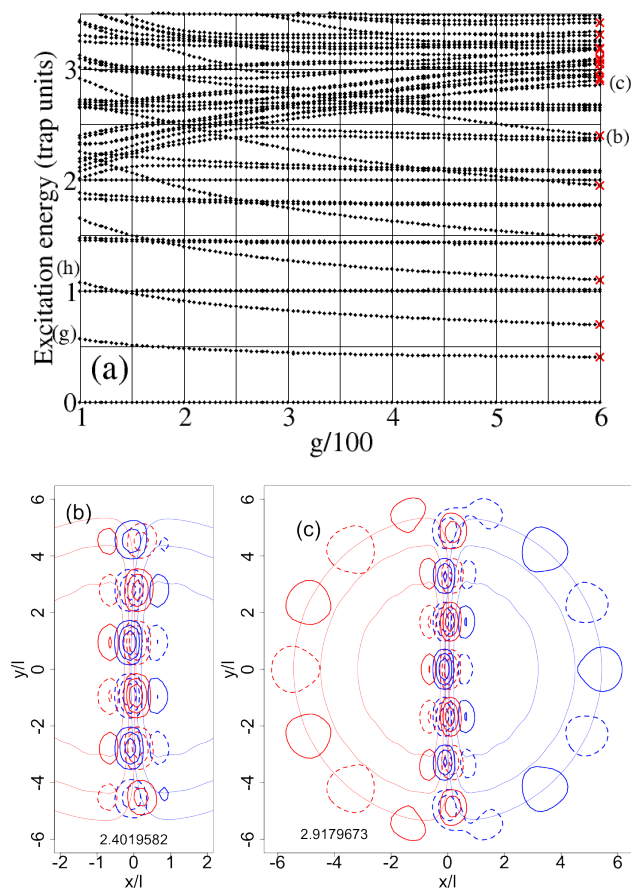 Excitation energy (trap units)
3
2
1
0
(c)
(b)
(h)
(g)
(a)
1 2 3 4 5 6
g/100
(b)
y/l
6
4
2
0
-2
-4
-6
2.4019582
-2 -1 0 1 2
x/l
(c)
y/l
6
4
2
0
-2
-4
-6
2.9179673
-6 -4 -2 0 2 4 6
x/l